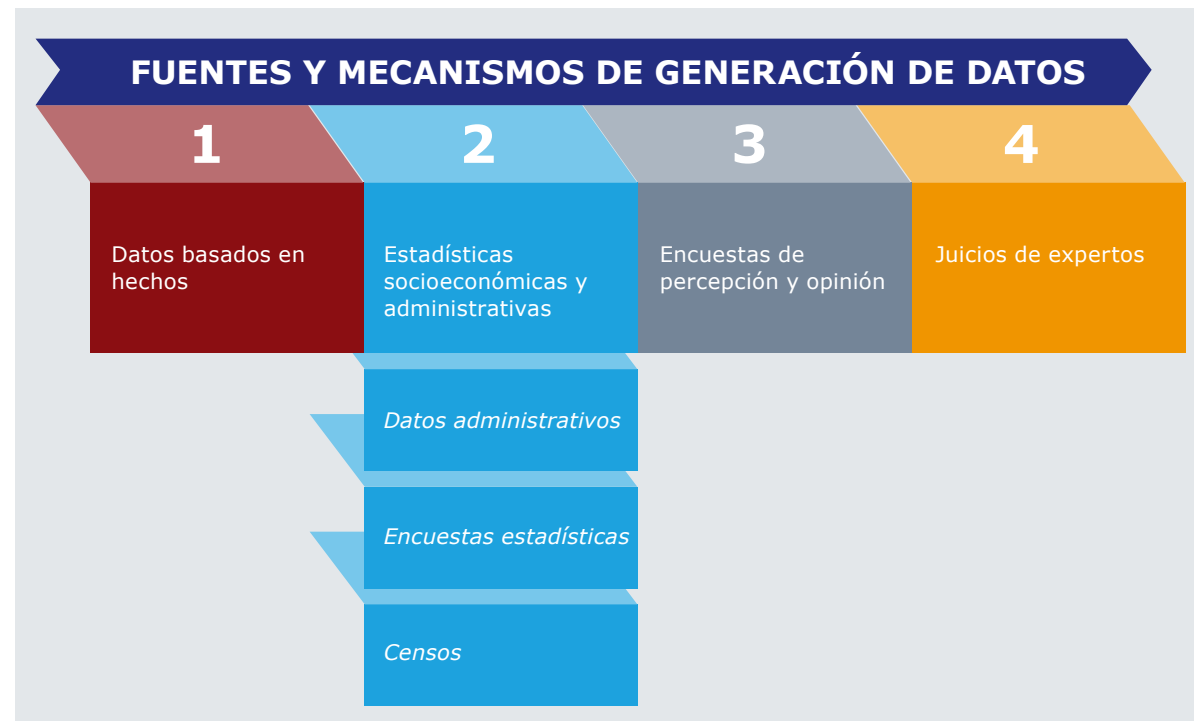 FUENTES Y MECANISMOS DE GENERACIÓN DE DATOS
1
2
3
4
Datos basados en
hechos
Estadísticas
socioeconómicas y
administrativas
Encuestas de
percepción y opinión
Juicios de expertos
Datos administrativos
Encuestas estadísticas
Censos